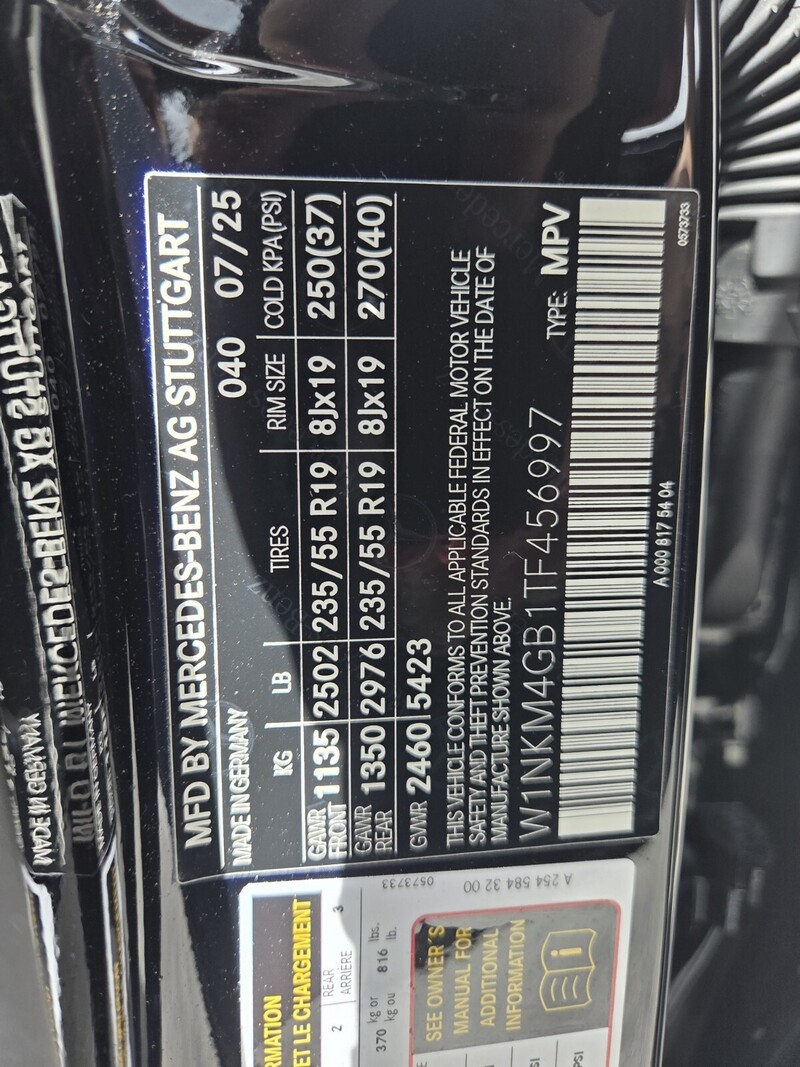 MFD BY MERCEDES-BENZ AG STUTTGART
MADE IN GERMANY 040 07/25
KG LB TIRES RIM SIZE COLD KPA(PSI)
GAWR FRONT 1135 2502 235/55 R19 8Jx19 250(37)
GAWR REAR 1350 2976 235/55 R19 8Jx19 270(40)
GVWR 2460 5423
THIS VEHICLE CONFORMS TO ALL APPLICABLE FEDERAL MOTOR VEHICLE
SAFETY AND THEFT PREVENTION STANDARDS IN EFFECT ON THE DATE OF
MANUFACTURE SHOWN ABOVE.
W1NKM4GB1TF456997 TYPE: MPV
A 000 817 54 04
0573733
ET LE CHARGEMENT
2 REAR 3
ARRIÈRE
370 kg or 816 lbs.
kg ou lb.
0573733
A 254 584 32 00
SEE OWNER'S
MANUAL FOR
ADDITIONAL
INFORMATION
PSI